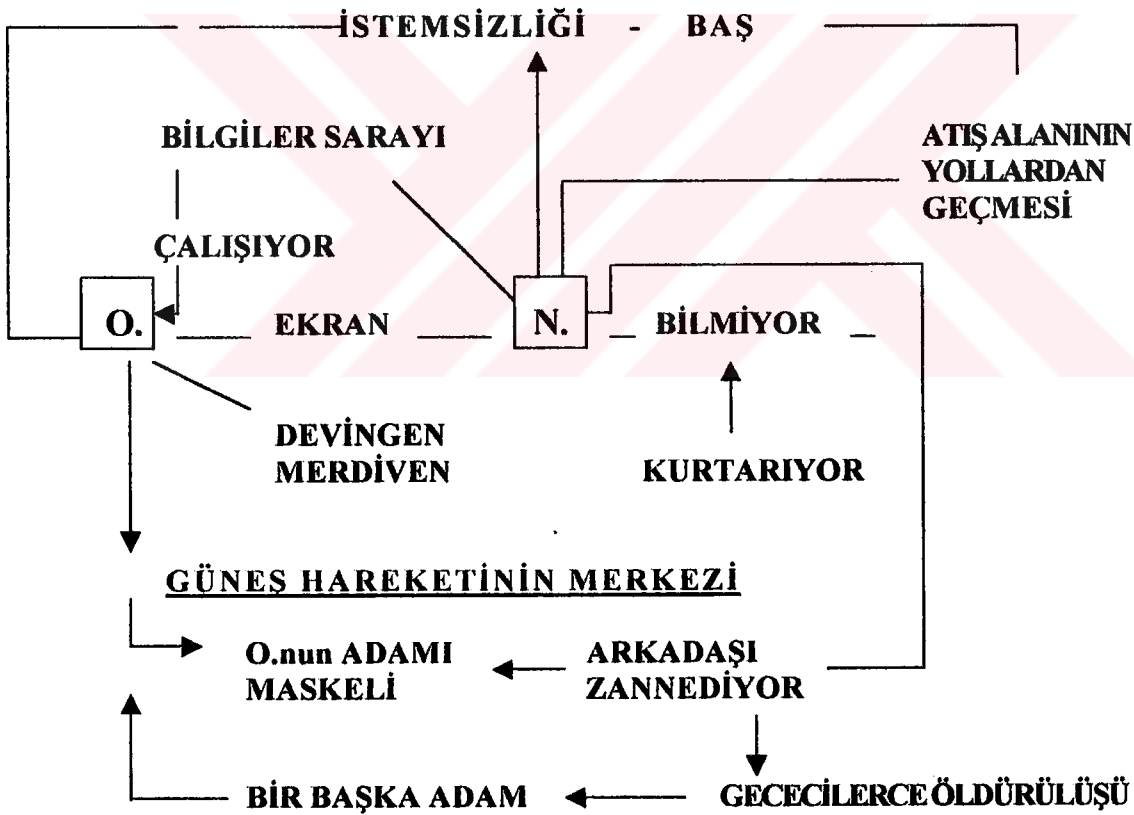 İSTEMSİZLİĞİ - BAŞ
BİLGİLER SARAYI
ATIŞ ALANININ
YOLLARDAN
GEÇMESİ
ÇALIŞIYOR
O.
EKRAN
N.
BİLMİYOR
DEVİNGEN
MERDİVEN
KURTARIYOR
GÜNEŞ HAREKETİNİN MERKEZİ
O.nun ADAMI
MASKELİ
ARKADAŞI
ZANNEDİYOR
BİR BAŞKA ADAM
GECECİLERCE ÖLDÜRÜLÜŞÜ